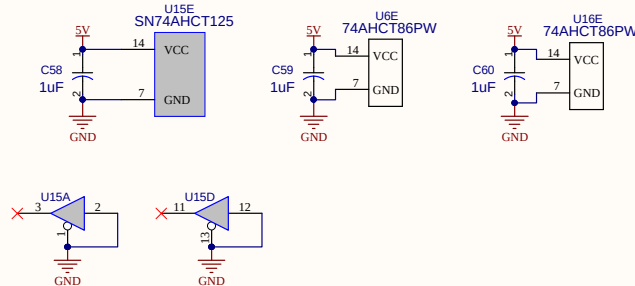 U15E
SN74AHCT125
5V
14
VCC
1
C58
1uF
2
7
GND
GND
U6E
74AHCT86PW
5V
14
VCC
1
C59
1uF
2
7
GND
GND
U16E
74AHCT86PW
5V
14
VCC
1
C60
1uF
2
7
GND
GND
U15A
3
2
1
GND
U15D
11
12
13
GND